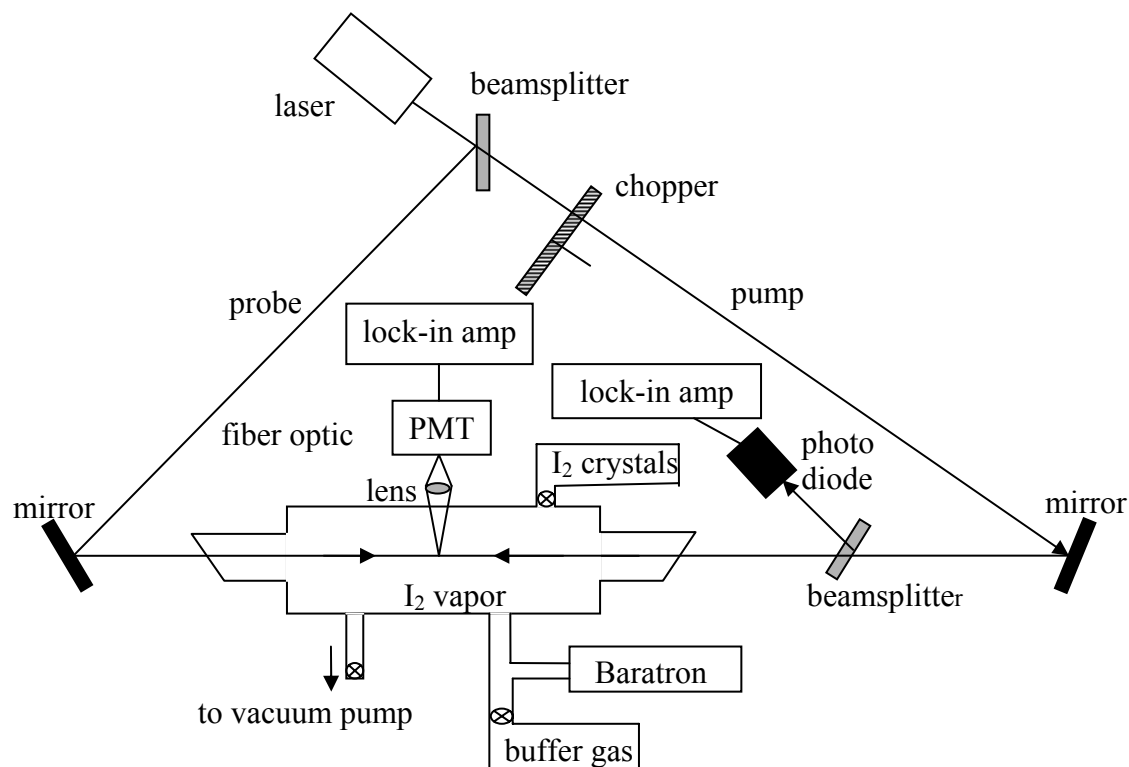 beamsplitter
laser
chopper
probe
pump
lock-in amp
lock-in amp
PMT
fiber optic
photo
diode
I₂ crystals
lens
mirror
mirror
I₂ vapor
beamsplitter
Baratron
to vacuum pump
buffer gas